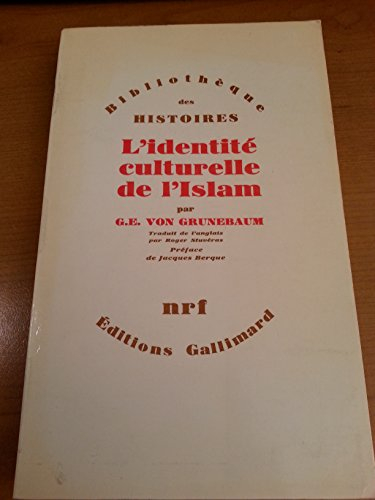 Bibliothèque
des
HISTOIRES
L'identité
culturelle
de l'Islam
par
G.E. VON GRUNEBAUM
Traduit de l'anglais
par Roger Stuvéras
Préface
de Jacques Berque
nrf
Éditions Gallimard